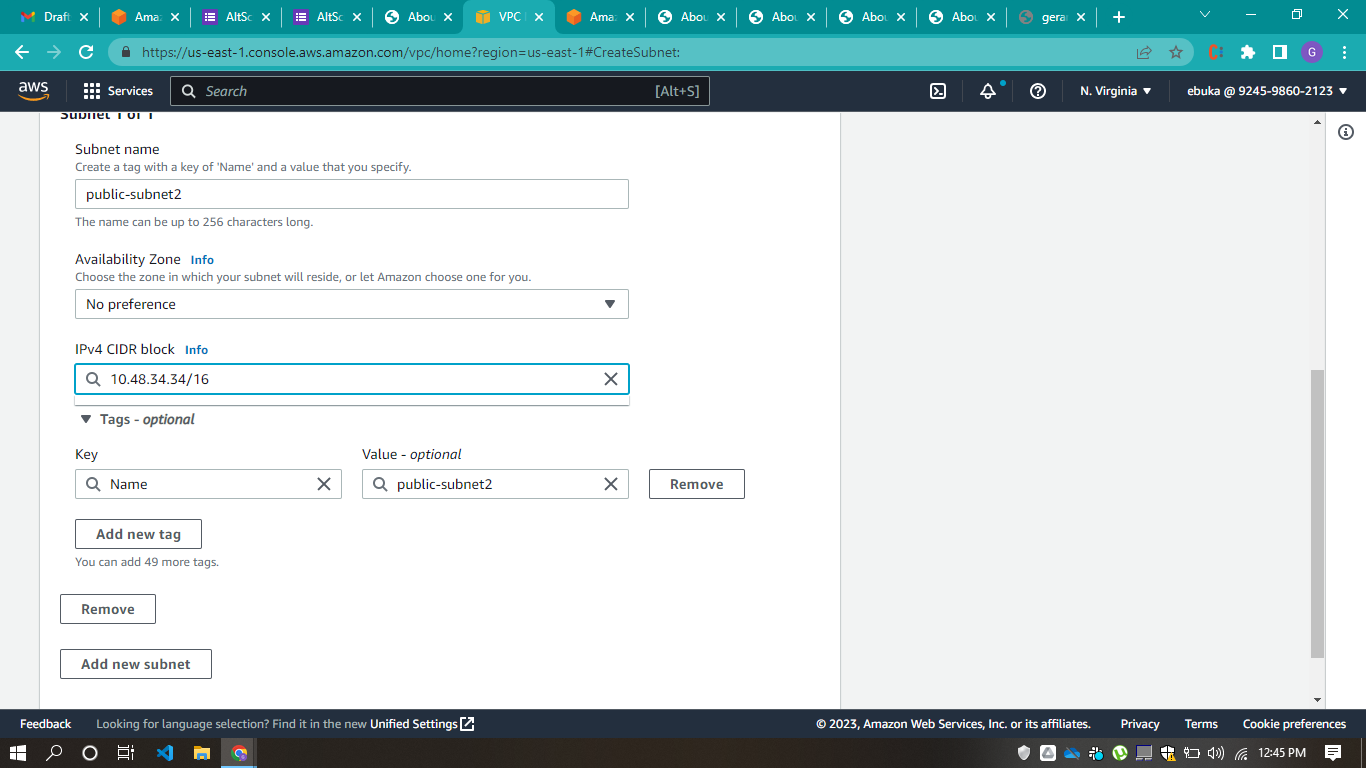 Draft
Amaz
AltSc
AltSc
Abou
VPC
Amaz
Abou
Abou
Abou
Abou
gerar
https://us-east-1.console.aws.amazon.com/vpc/home?region=us-east-1#CreateSubnet:
G
aws
Services
Search
[Alt+S]
N. Virginia
ebuka @ 9245-9860-2123
Subnet 1 of 1
Subnet name
Create a tag with a key of 'Name' and a value that you specify.
public-subnet2
The name can be up to 256 characters long.
Availability Zone Info
Choose the zone in which your subnet will reside, or let Amazon choose one for you.
No preference
IPv4 CIDR block Info
10.48.34.34/16
Tags - optional
Key
Value - optional
Name
public-subnet2
Remove
Add new tag
You can add 49 more tags.
Remove
Add new subnet
Feedback
Looking for language selection? Find it in the new Unified Settings
© 2023, Amazon Web Services, Inc. or its affiliates.
Privacy
Terms
Cookie preferences
12:45 PM